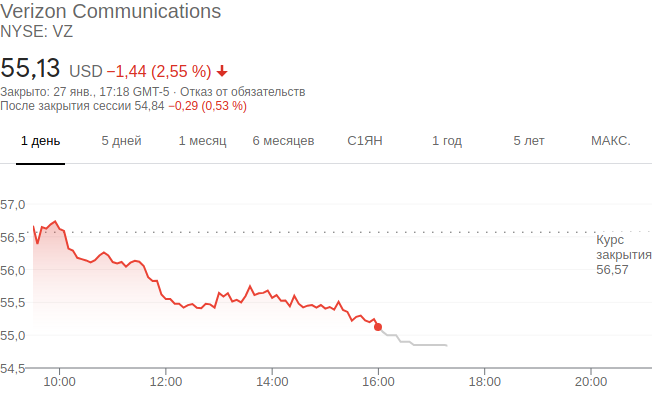 Verizon Communications
NYSE: VZ
55,13 USD −1,44 (2,55 %)
Закрыто: 27 янв., 17:18 GMT-5 · Отказ от обязательств
После закрытия сессии 54,84 −0,29 (0,53 %)
1 день 5 дней 1 месяц 6 месяцев С1ЯН 1 год 5 лет МАКС.
57,0
56,5
56,0
55,5
55,0
54,5
Курс
закрытия
56,57
10:00 12:00 14:00 16:00 18:00 20:00